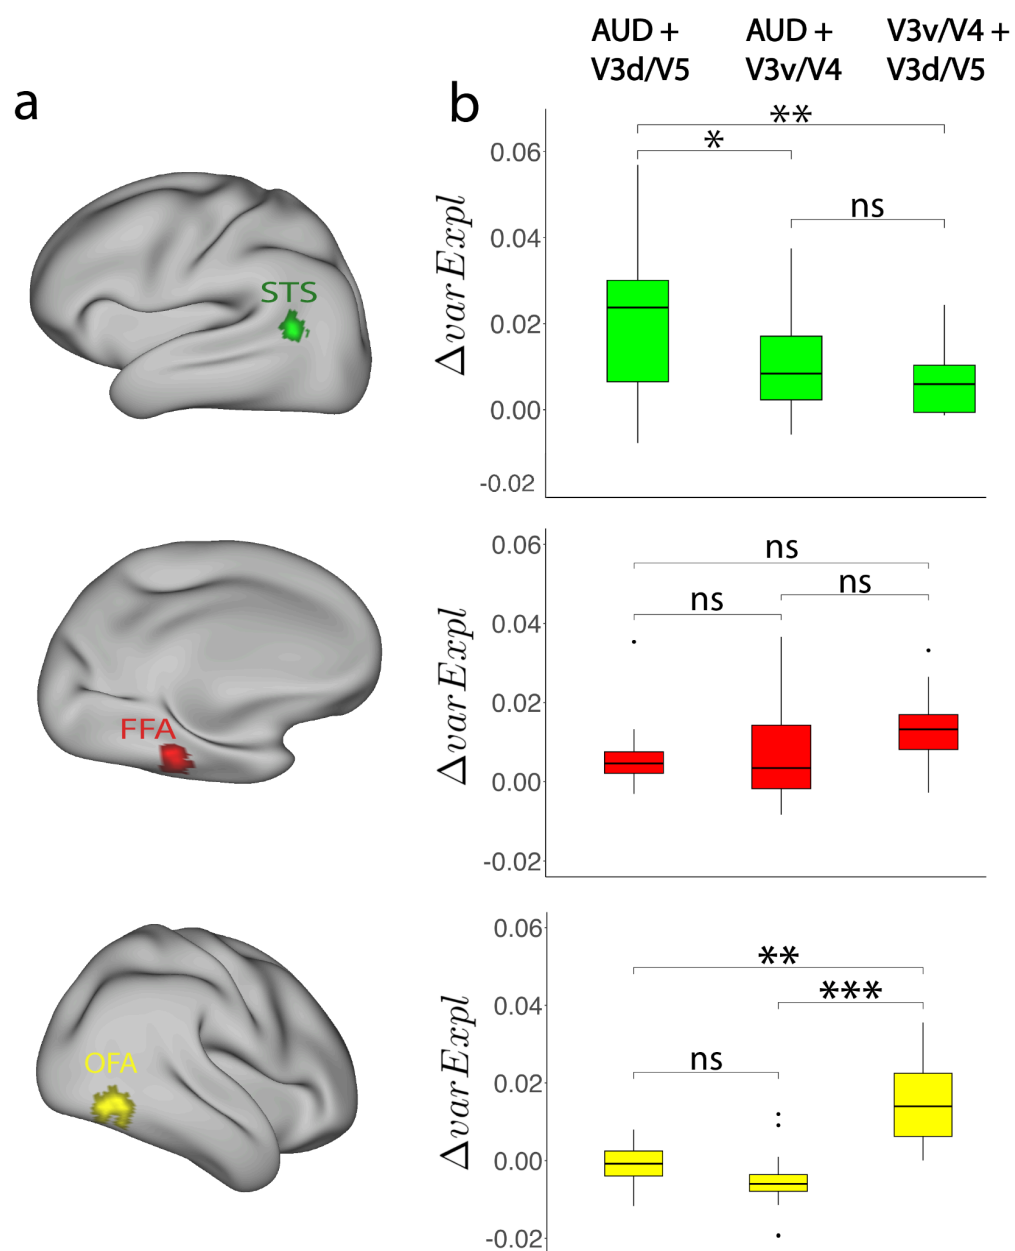 AUD +
V3d/V5
AUD +
V3v/V4
V3v/V4 +
V3d/V5
a
b
STS
ΔvarExpl
0.06
0.04
0.02
0.00
-0.02
**
*
ns
FFA
ΔvarExpl
0.06
0.04
0.02
0.00
-0.02
ns
ns
ns
OFA
ΔvarExpl
0.06
0.04
0.02
0.00
-0.02
**
***
ns